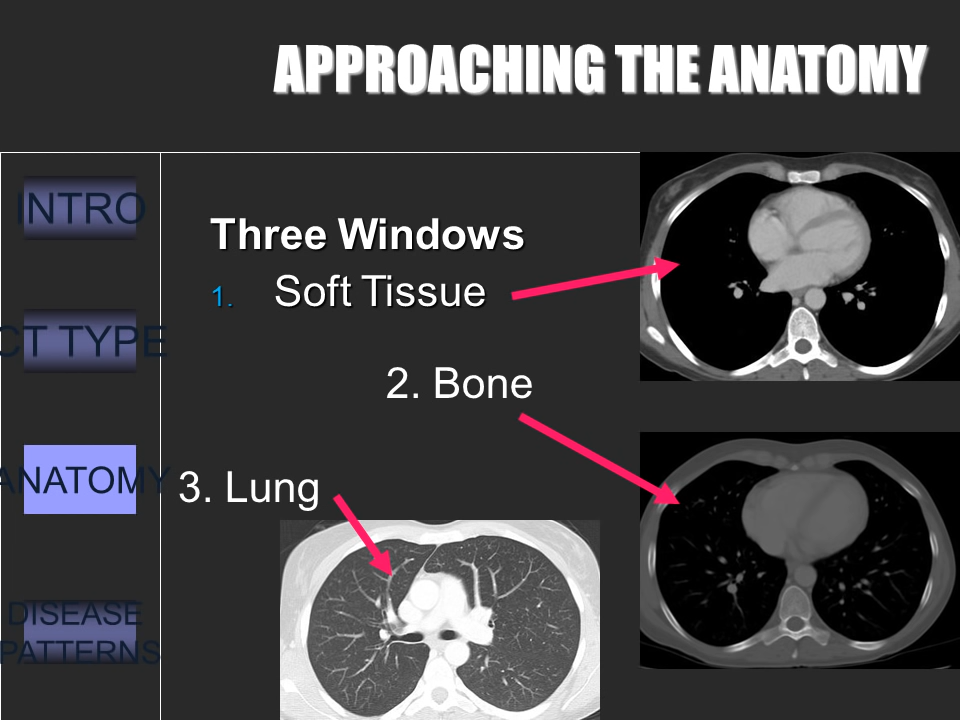 APPROACHING THE ANATOMY
INTRO
CT TYPE
ANATOMY
DISEASE
PATTERNS
Three Windows
1. Soft Tissue
2. Bone
3. Lung